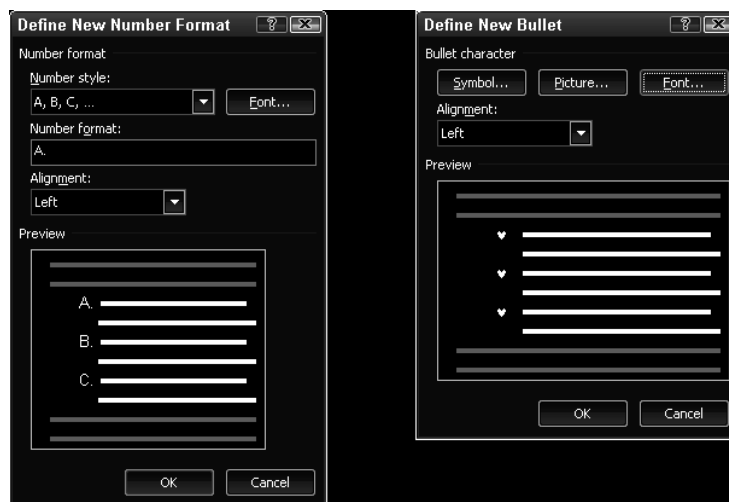 Define New Number Format
Number format
Number style:
A, B, C, ...
Font...
Number format:
A.
Alignment:
Left
Preview
A.
B.
C.
OK
Cancel
Define New Bullet
Bullet character
Symbol...
Picture...
Font...
Alignment:
Left
Preview
OK
Cancel